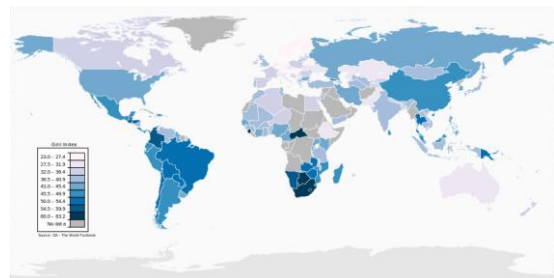 Gini Index
23.0 - 27.4
27.5 - 31.9
32.0 - 36.4
36.5 - 40.9
41.0 - 45.4
45.5 - 49.9
50.0 - 54.4
54.5 - 59.9
60.0 - 63.2
No data
Source: CIA - The World Factbook